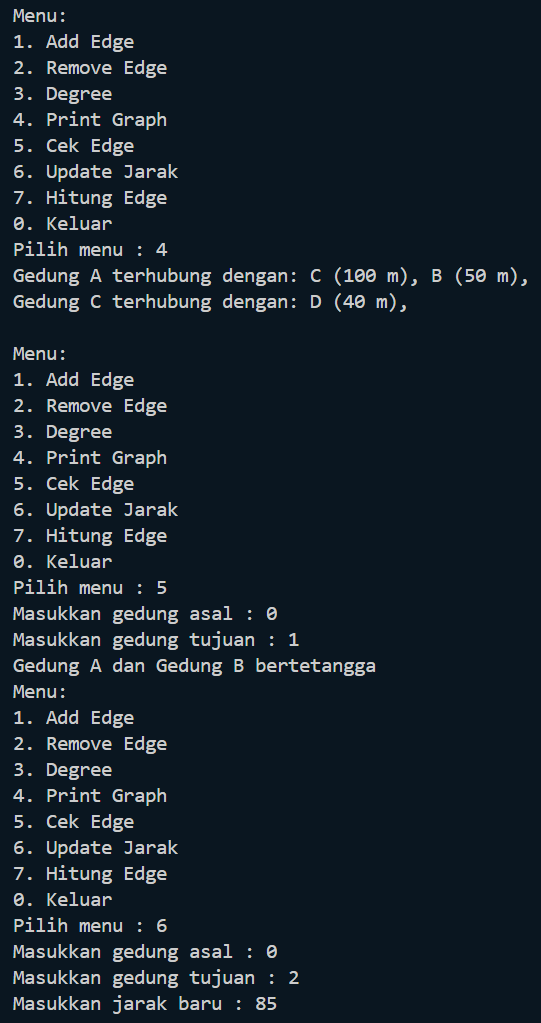 Menu:
1. Add Edge
2. Remove Edge
3. Degree
4. Print Graph
5. Cek Edge
6. Update Jarak
7. Hitung Edge
0. Keluar
Pilih menu : 4
Gedung A terhubung dengan: C (100 m), B (50 m),
Gedung C terhubung dengan: D (40 m),
Menu:
1. Add Edge
2. Remove Edge
3. Degree
4. Print Graph
5. Cek Edge
6. Update Jarak
7. Hitung Edge
0. Keluar
Pilih menu : 5
Masukkan gedung asal : 0
Masukkan gedung tujuan : 1
Gedung A dan Gedung B bertetangga
Menu:
1. Add Edge
2. Remove Edge
3. Degree
4. Print Graph
5. Cek Edge
6. Update Jarak
7. Hitung Edge
0. Keluar
Pilih menu : 6
Masukkan gedung asal : 0
Masukkan gedung tujuan : 2
Masukkan jarak baru : 85